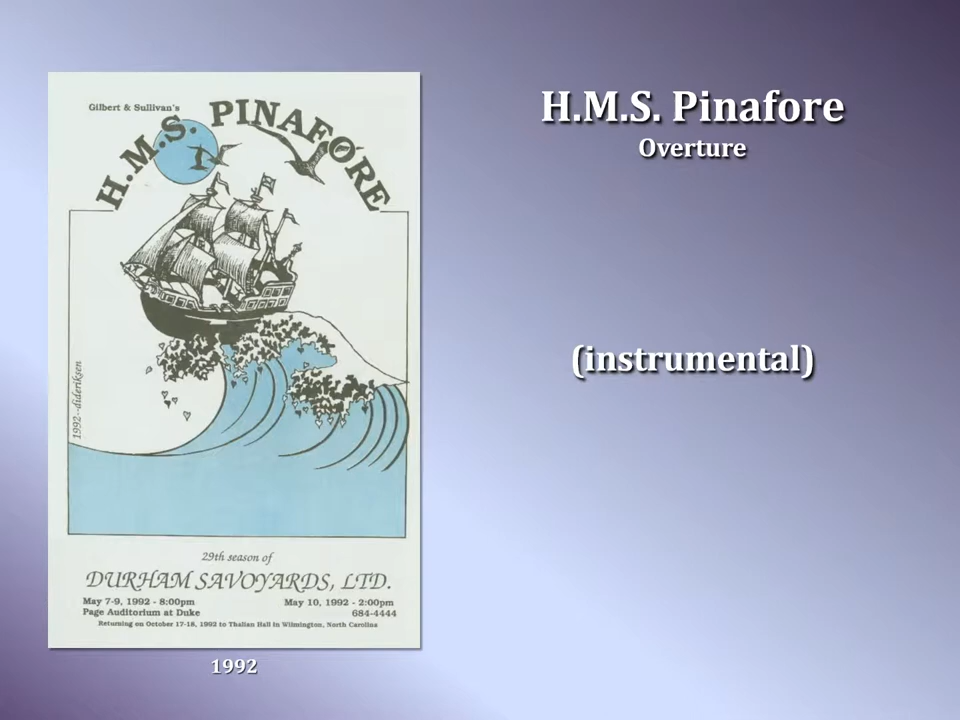 Gilbert & Sullivan's
H.M.S. PINAFORE
1992--dideriksen
29th season of
DURHAM SAVOYARDS, LTD.
May 7-9, 1992 - 8:00pm
Page Auditorium at Duke
May 10, 1992 - 2:00pm
684-4444
Returning on October 17-18, 1992 to Thalian Hall in Wilmington, North Carolina
1992
H.M.S. Pinafore
Overture
(instrumental)